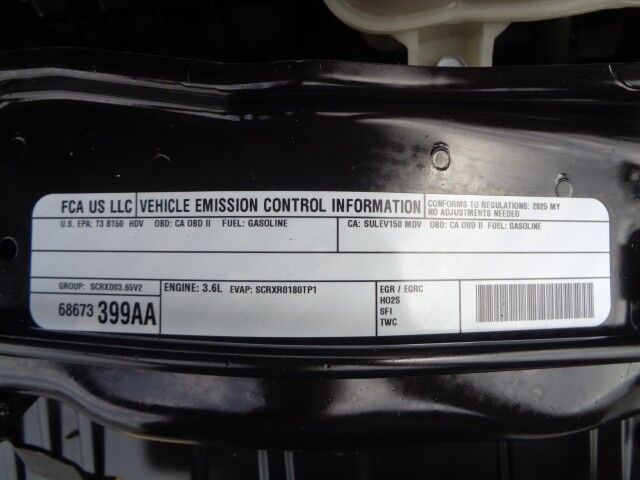 FCA US LLC
VEHICLE EMISSION CONTROL INFORMATION
CONFORMS TO REGULATIONS: 2025 MY
NO ADJUSTMENTS NEEDED
U.S. EPA: T3 B150 HDV OBD: CA OBD II FUEL: GASOLINE
CA: SULEV150 MDV OBD: CA OBD II FUEL: GASOLINE
GROUP: SCRXD03.65V2
68673 399AA
ENGINE: 3.6L EVAP: SCRXR0180TP1
EGR / EGRC
HO2S
SFI
TWC